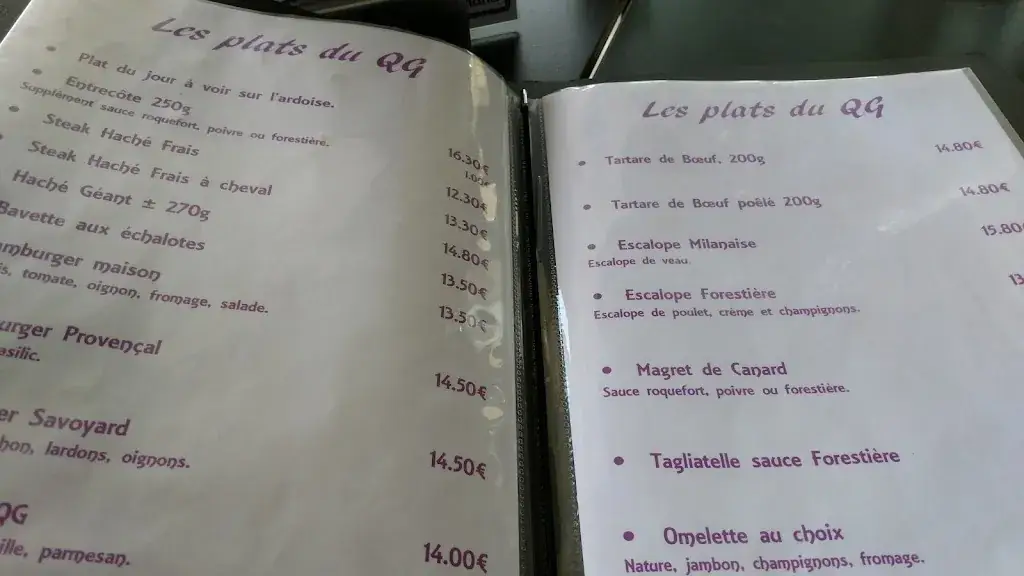 Les plats du QG
Plat du jour à voir sur l'ardoise.
Entrecôte 250g 16.30€
Supplément sauce roquefort, poivre ou forestière. 1.00€
Steak Haché Frais 12.30€
Steak Haché Frais à cheval 13.30€
Haché Géant ± 270g 14.80€
Bavette aux échalotes 13.50€
amburger maison 13.50€
tomate, oignon, fromage, salade.
urger Provençal 14.50€
asilic.
er Savoyard 14.50€
bon, lardons, oignons.
QG 14.00€
ille, parmesan.
Les plats du QG
Tartare de Bœuf, 200g 14.80€
Tartare de Bœuf poêlé 200g 14.80€
Escalope Milanaise 15.80€
Escalope de veau.
Escalope Forestière 13.
Escalope de poulet, crème et champignons.
Magret de Canard
Sauce roquefort, poivre ou forestière.
Tagliatelle sauce Forestière
Omelette au choix
Nature, jambon, champignons, fromage.